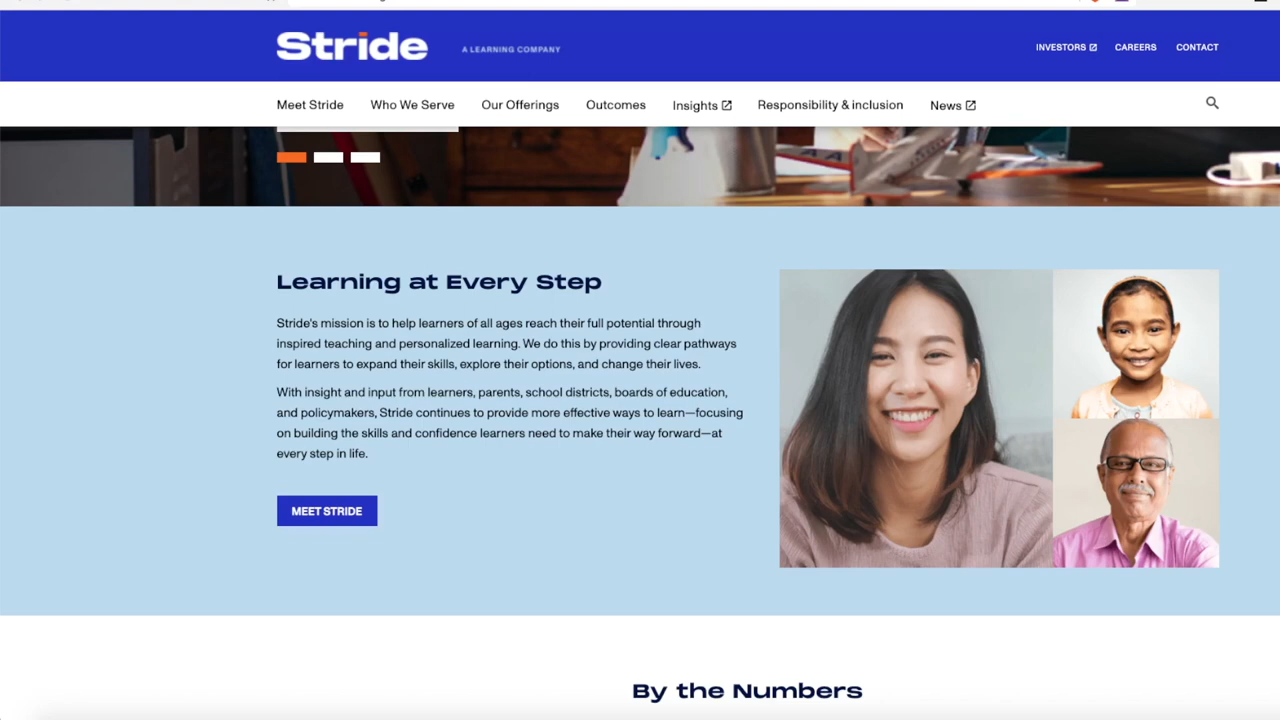 Stride
A LEARNING COMPANY
INVESTORS
CAREERS
CONTACT
Meet Stride
Who We Serve
Our Offerings
Outcomes
Insights
Responsibility & inclusion
News
Learning at Every Step
Stride's mission is to help learners of all ages reach their full potential through
inspired teaching and personalized learning. We do this by providing clear pathways
for learners to expand their skills, explore their options, and change their lives.
With insight and input from learners, parents, school districts, boards of education,
and policymakers, Stride continues to provide more effective ways to learn—focusing
on building the skills and confidence learners need to make their way forward—at
every step in life.
MEET STRIDE
By the Numbers